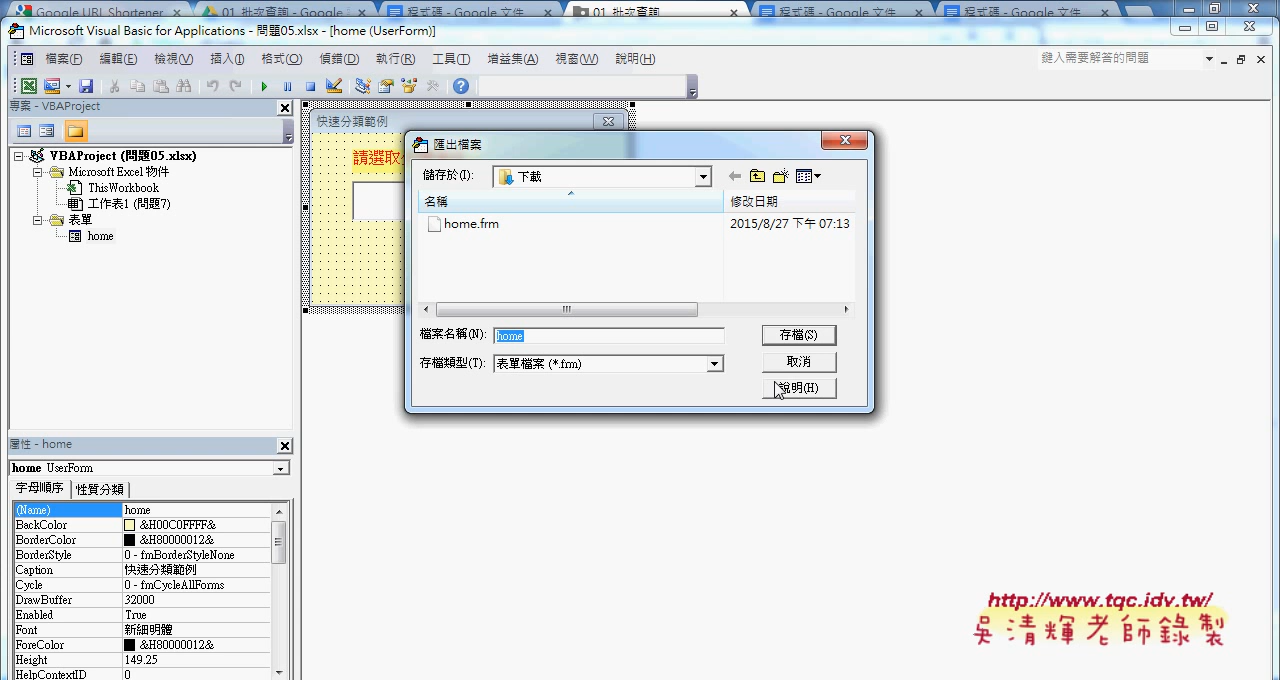 Google URL Shortener
01_批次查詢 - Google
程式碼 - Google 文件
01_批次查詢
程式碼 - Google 文件
程式碼 - Google 文件
Microsoft Visual Basic for Applications - 問題05.xlsx - [home (UserForm)]
檔案(F) 編輯(E) 檢視(V) 插入(I) 格式(O) 偵錯(D) 執行(R) 工具(T) 增益集(A) 視窗(W) 說明(H)
鍵入需要解答的問題
專案 - VBAProject
VBAProject (問題05.xlsx)
Microsoft Excel 物件
ThisWorkbook
工作表1 (問題7)
表單
home
快速分類範例
請選取
匯出檔案
儲存於(I): 下載
名稱 修改日期
home.frm 2015/8/27 下午 07:13
檔案名稱(N): home 存檔(S)
存檔類型(T): 表單檔案 (*.frm) 取消
說明(H)
屬性 - home
home UserForm
字母順序 性質分類
(Name) home
BackColor &H00C0FFFF&
BorderColor &H80000012&
BorderStyle 0 - fmBorderStyleNone
Caption 快速分類範例
Cycle 0 - fmCycleAllForms
DrawBuffer 32000
Enabled True
Font 新細明體
ForeColor &H80000012&
Height 149.25
HelpContextID 0
http://www.tqc.idv.tw/
吳清輝老師錄製